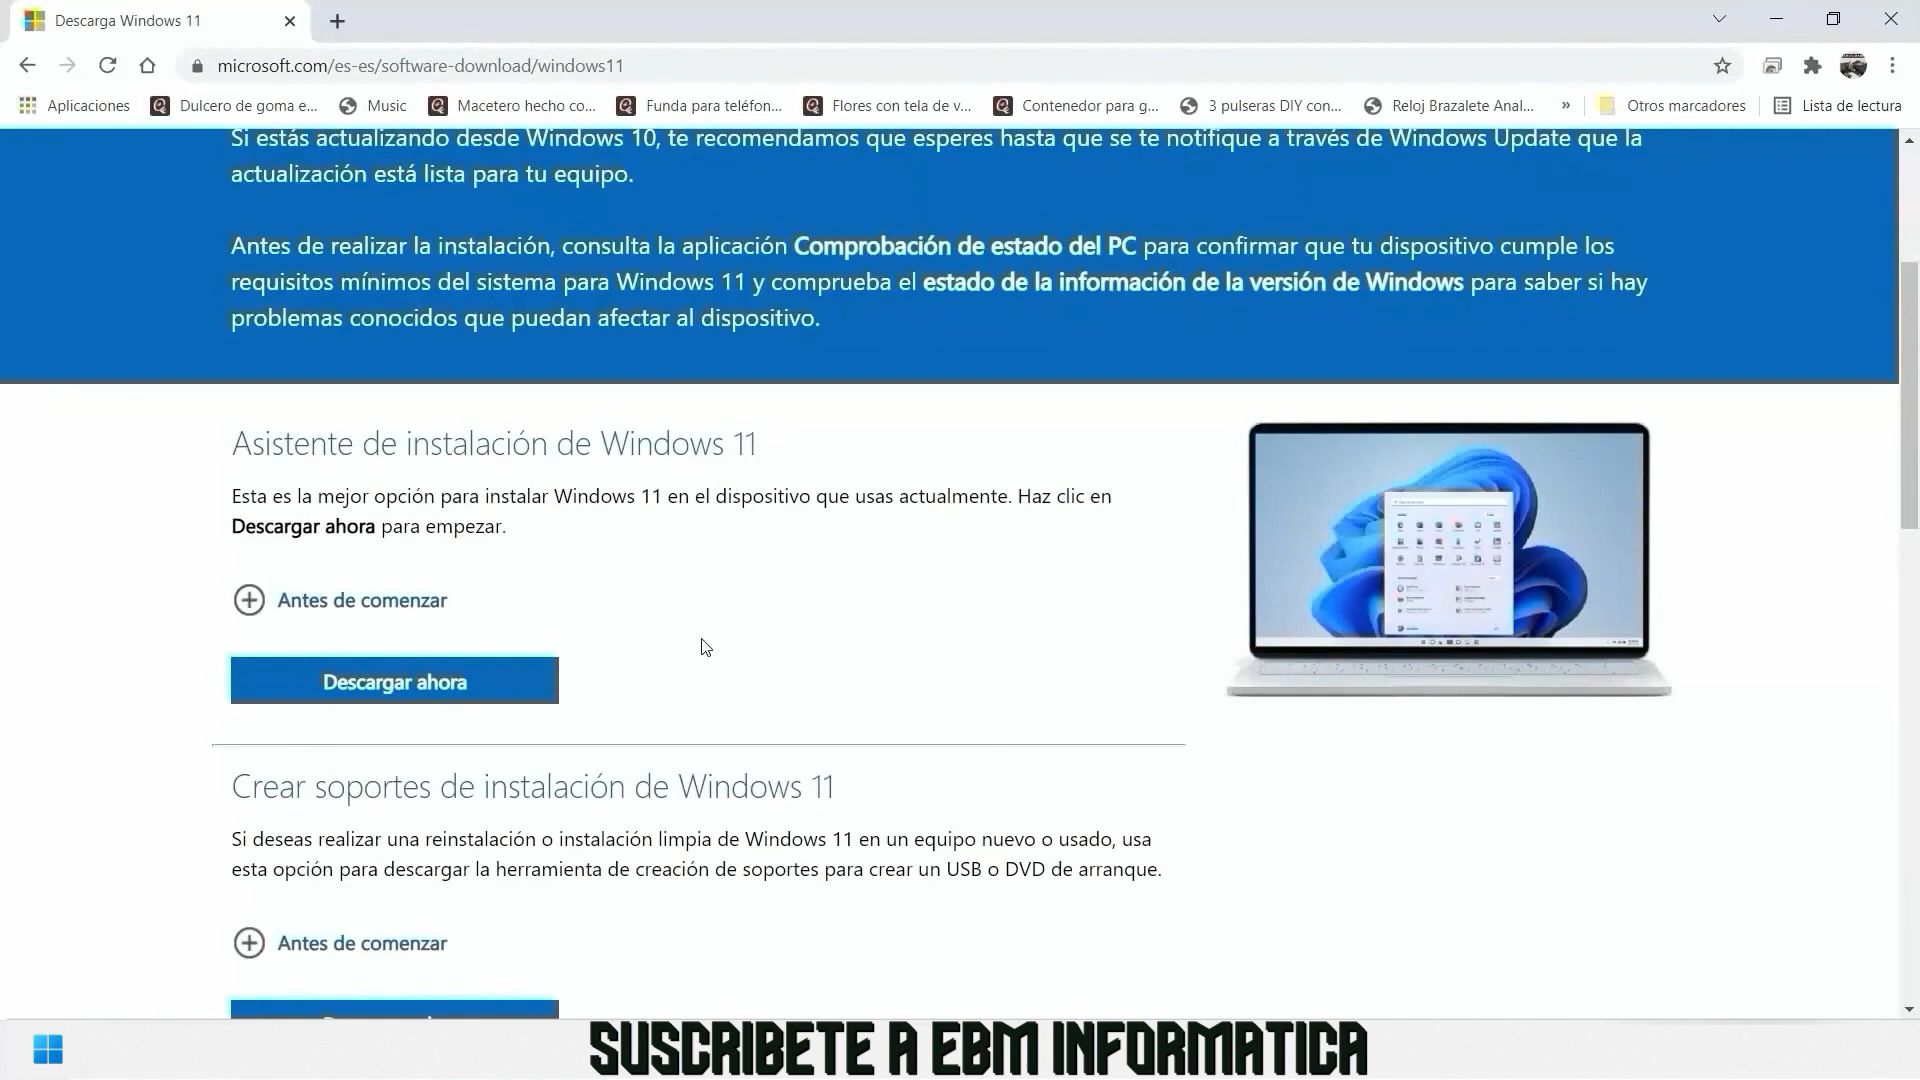 Descarga Windows 11
microsoft.com/es-es/software-download/windows11
Aplicaciones
Dulcero de goma e...
Music
Macetero hecho co...
Funda para teléfon...
Flores con tela de v...
Contenedor para g...
3 pulseras DIY con...
Reloj Brazalete Anal...
»
Otros marcadores
Lista de lectura
Si estás actualizando desde Windows 10, te recomendamos que esperes hasta que se te notifique a través de Windows Update que la
actualización está lista para tu equipo.
Antes de realizar la instalación, consulta la aplicación Comprobación de estado del PC para confirmar que tu dispositivo cumple los
requisitos mínimos del sistema para Windows 11 y comprueba el estado de la información de la versión de Windows para saber si hay
problemas conocidos que puedan afectar al dispositivo.
Asistente de instalación de Windows 11
Esta es la mejor opción para instalar Windows 11 en el dispositivo que usas actualmente. Haz clic en
Descargar ahora para empezar.
Antes de comenzar
Descargar ahora
Crear soportes de instalación de Windows 11
Si deseas realizar una reinstalación o instalación limpia de Windows 11 en un equipo nuevo o usado, usa
esta opción para descargar la herramienta de creación de soportes para crear un USB o DVD de arranque.
Antes de comenzar
SUSCRIBETE A EBM INFORMATICA